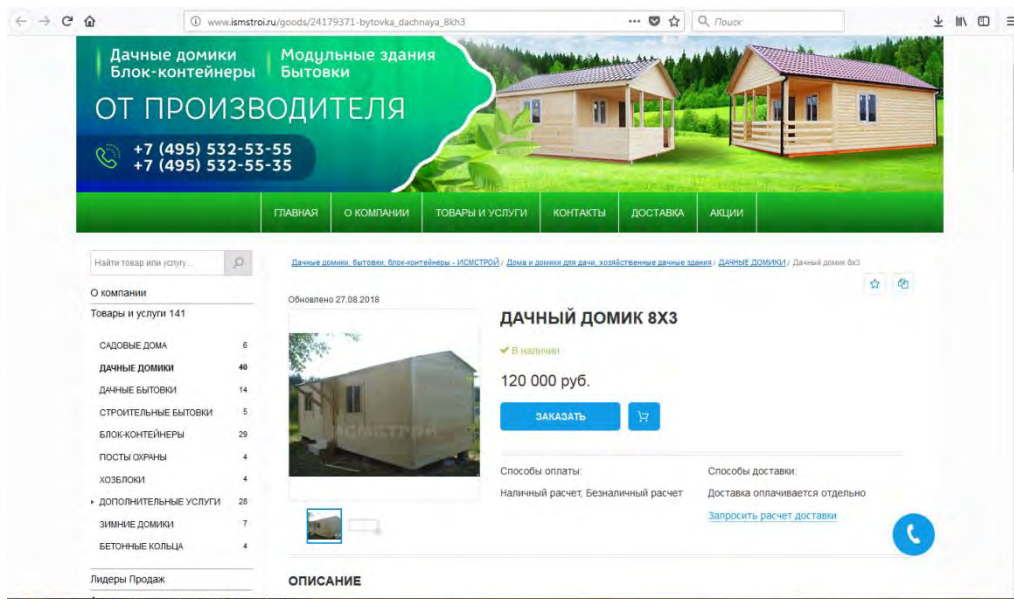 www.ismstroi.ru/goods/24179371-bytovka_dachnaya_8kh3
Поиск
Дачные домики
Блок-контейнеры
Модульные здания
Бытовки
ОТ ПРОИЗВОДИТЕЛЯ
+7 (495) 532-53-55
+7 (495) 532-55-35
ГЛАВНАЯ О КОМПАНИИ ТОВАРЫ И УСЛУГИ КОНТАКТЫ ДОСТАВКА АКЦИИ
Найти товар или услугу...
О компании
Товары и услуги 141
САДОВЫЕ ДОМА 6
ДАЧНЫЕ ДОМИКИ 40
ДАЧНЫЕ БЫТОВКИ 14
СТРОИТЕЛЬНЫЕ БЫТОВКИ 5
БЛОК-КОНТЕЙНЕРЫ 29
ПОСТЫ ОХРАНЫ 4
ХОЗБЛОКИ 4
ДОПОЛНИТЕЛЬНЫЕ УСЛУГИ 28
ЗИМНИЕ ДОМИКИ 7
БЕТОННЫЕ КОЛЬЦА 4
Лидеры Продаж
Дачные домики, бытовки, блок-контейнеры - ИСМСТРОЙ / Дома и домики для дачи, хозяйственные дачные здания / ДАЧНЫЕ ДОМИКИ / Дачный домик 8х3
Обновлено 27.08.2018
ИСМСТРОЙ
ДАЧНЫЙ ДОМИК 8Х3
В наличии
120 000 руб.
ЗАКАЗАТЬ
Способы оплаты:
Наличный расчет, Безналичный расчет
Способы доставки:
Доставка оплачивается отдельно
Запросить расчет доставки
ОПИСАНИЕ